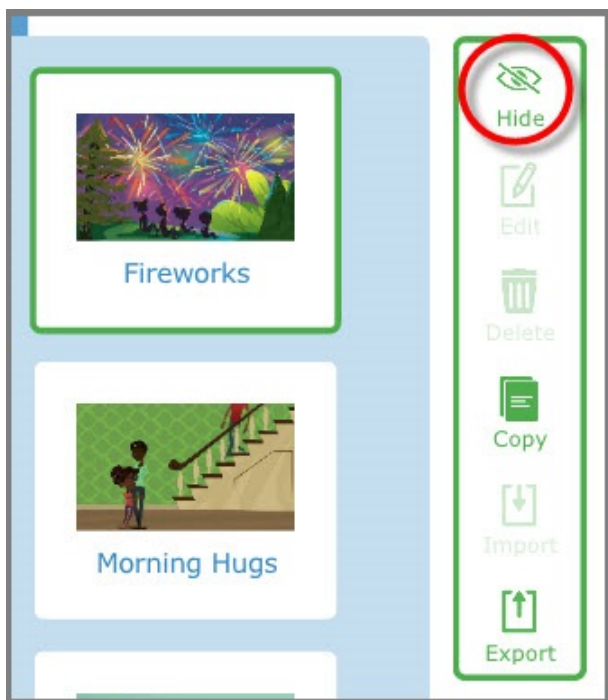 Fireworks
Morning Hugs
Hide
Edit
Delete
Copy
Import
Export